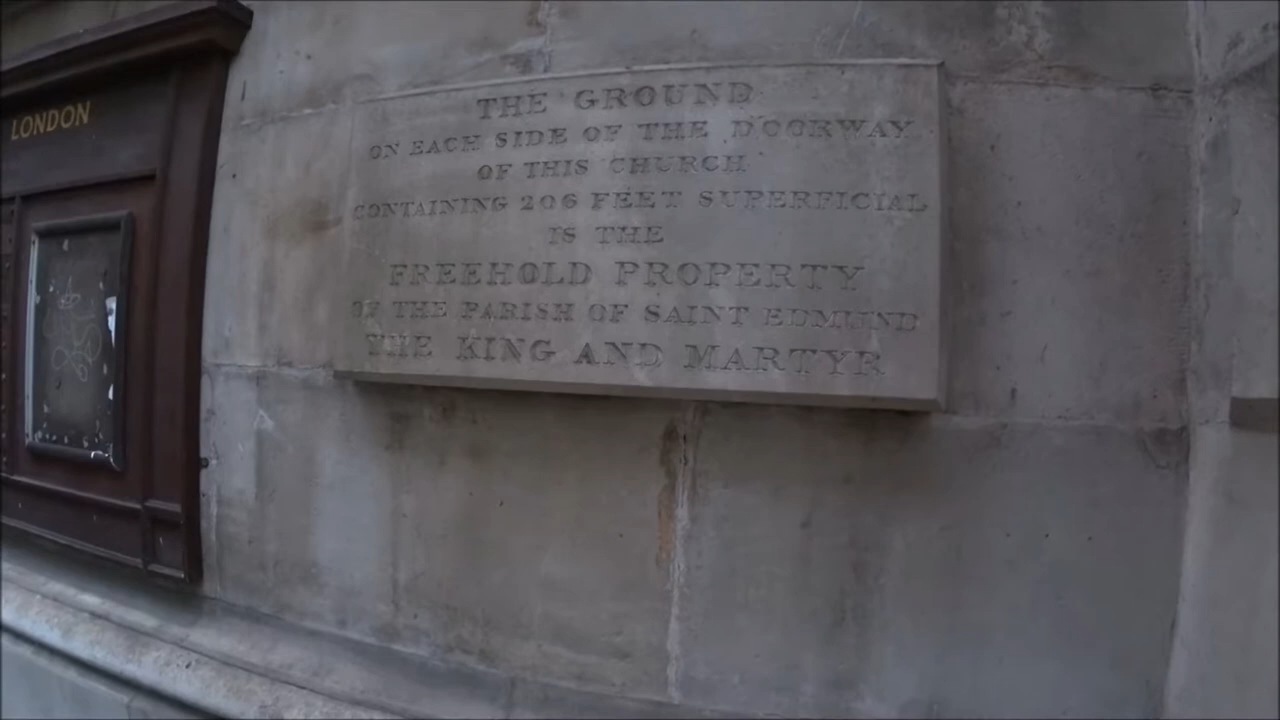 LONDON
THE GROUND
ON EACH SIDE OF THE DOORWAY
OF THIS CHURCH
CONTAINING 206 FEET SUPERFICIAL
IS THE
FREEHOLD PROPERTY
OF THE PARISH OF SAINT EDMUND
THE KING AND MARTYR